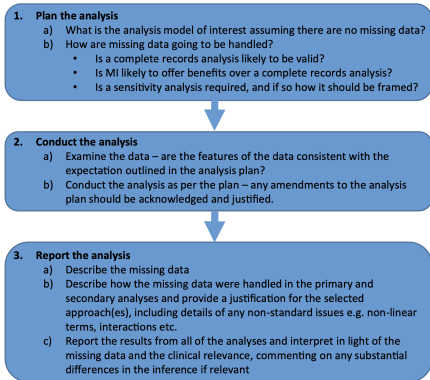 1. Plan the analysis
a) What is the analysis model of interest assuming there are no missing data?
b) How are missing data going to be handled?
• Is a complete records analysis likely to be valid?
• Is MI likely to offer benefits over a complete records analysis?
• Is a sensitivity analysis required, and if so how it should be framed?
2. Conduct the analysis
a) Examine the data – are the features of the data consistent with the
expectation outlined in the analysis plan?
b) Conduct the analysis as per the plan – any amendments to the analysis
plan should be acknowledged and justified.
3. Report the analysis
a) Describe the missing data
b) Describe how the missing data were handled in the primary and
secondary analyses and provide a justification for the selected
approach(es), including details of any non-standard issues e.g. non-linear
terms, interactions etc.
c) Report the results from all of the analyses and interpret in light of the
missing data and the clinical relevance, commenting on any substantial
differences in the inference if relevant